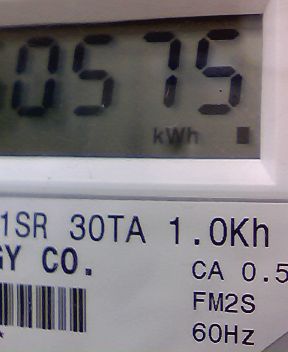 0575
kWh
1SR 30TA 1.0Kh
GY CO.
CA 0.5
FM2S
60Hz